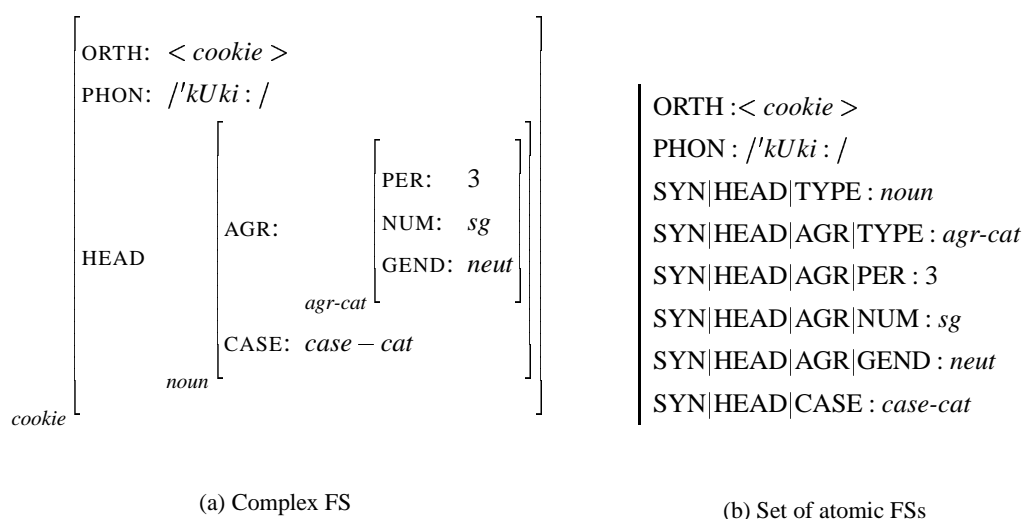 ORTH: < cookie >
PHON: /'kUki : /
HEAD
AGR:
PER: 3
NUM: sg
GEND: neut
agr-cat
CASE: case – cat
noun
cookie
(a) Complex FS
ORTH :< cookie >
PHON : /'kUki : /
SYN|HEAD|TYPE : noun
SYN|HEAD|AGR|TYPE : agr-cat
SYN|HEAD|AGR|PER : 3
SYN|HEAD|AGR|NUM : sg
SYN|HEAD|AGR|GEND : neut
SYN|HEAD|CASE : case-cat
(b) Set of atomic FSs